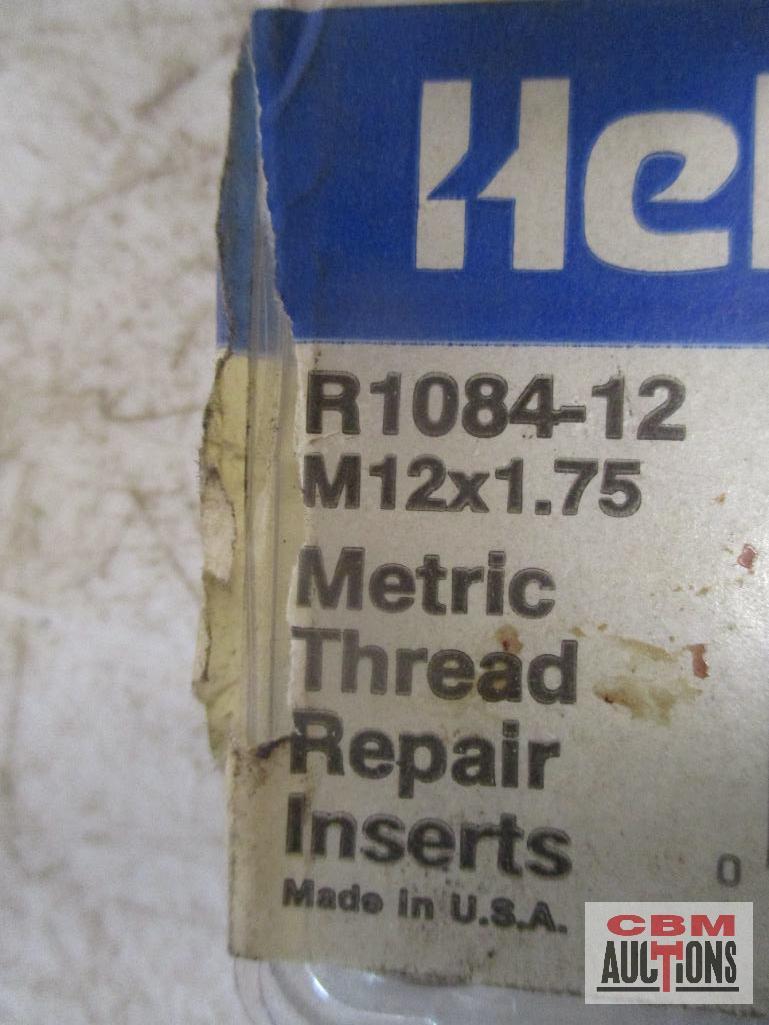 Hel
R1084-12
M12x1.75
Metric
Thread
Repair
Inserts
Made in U.S.A.
0
CBM
AUCTIONS